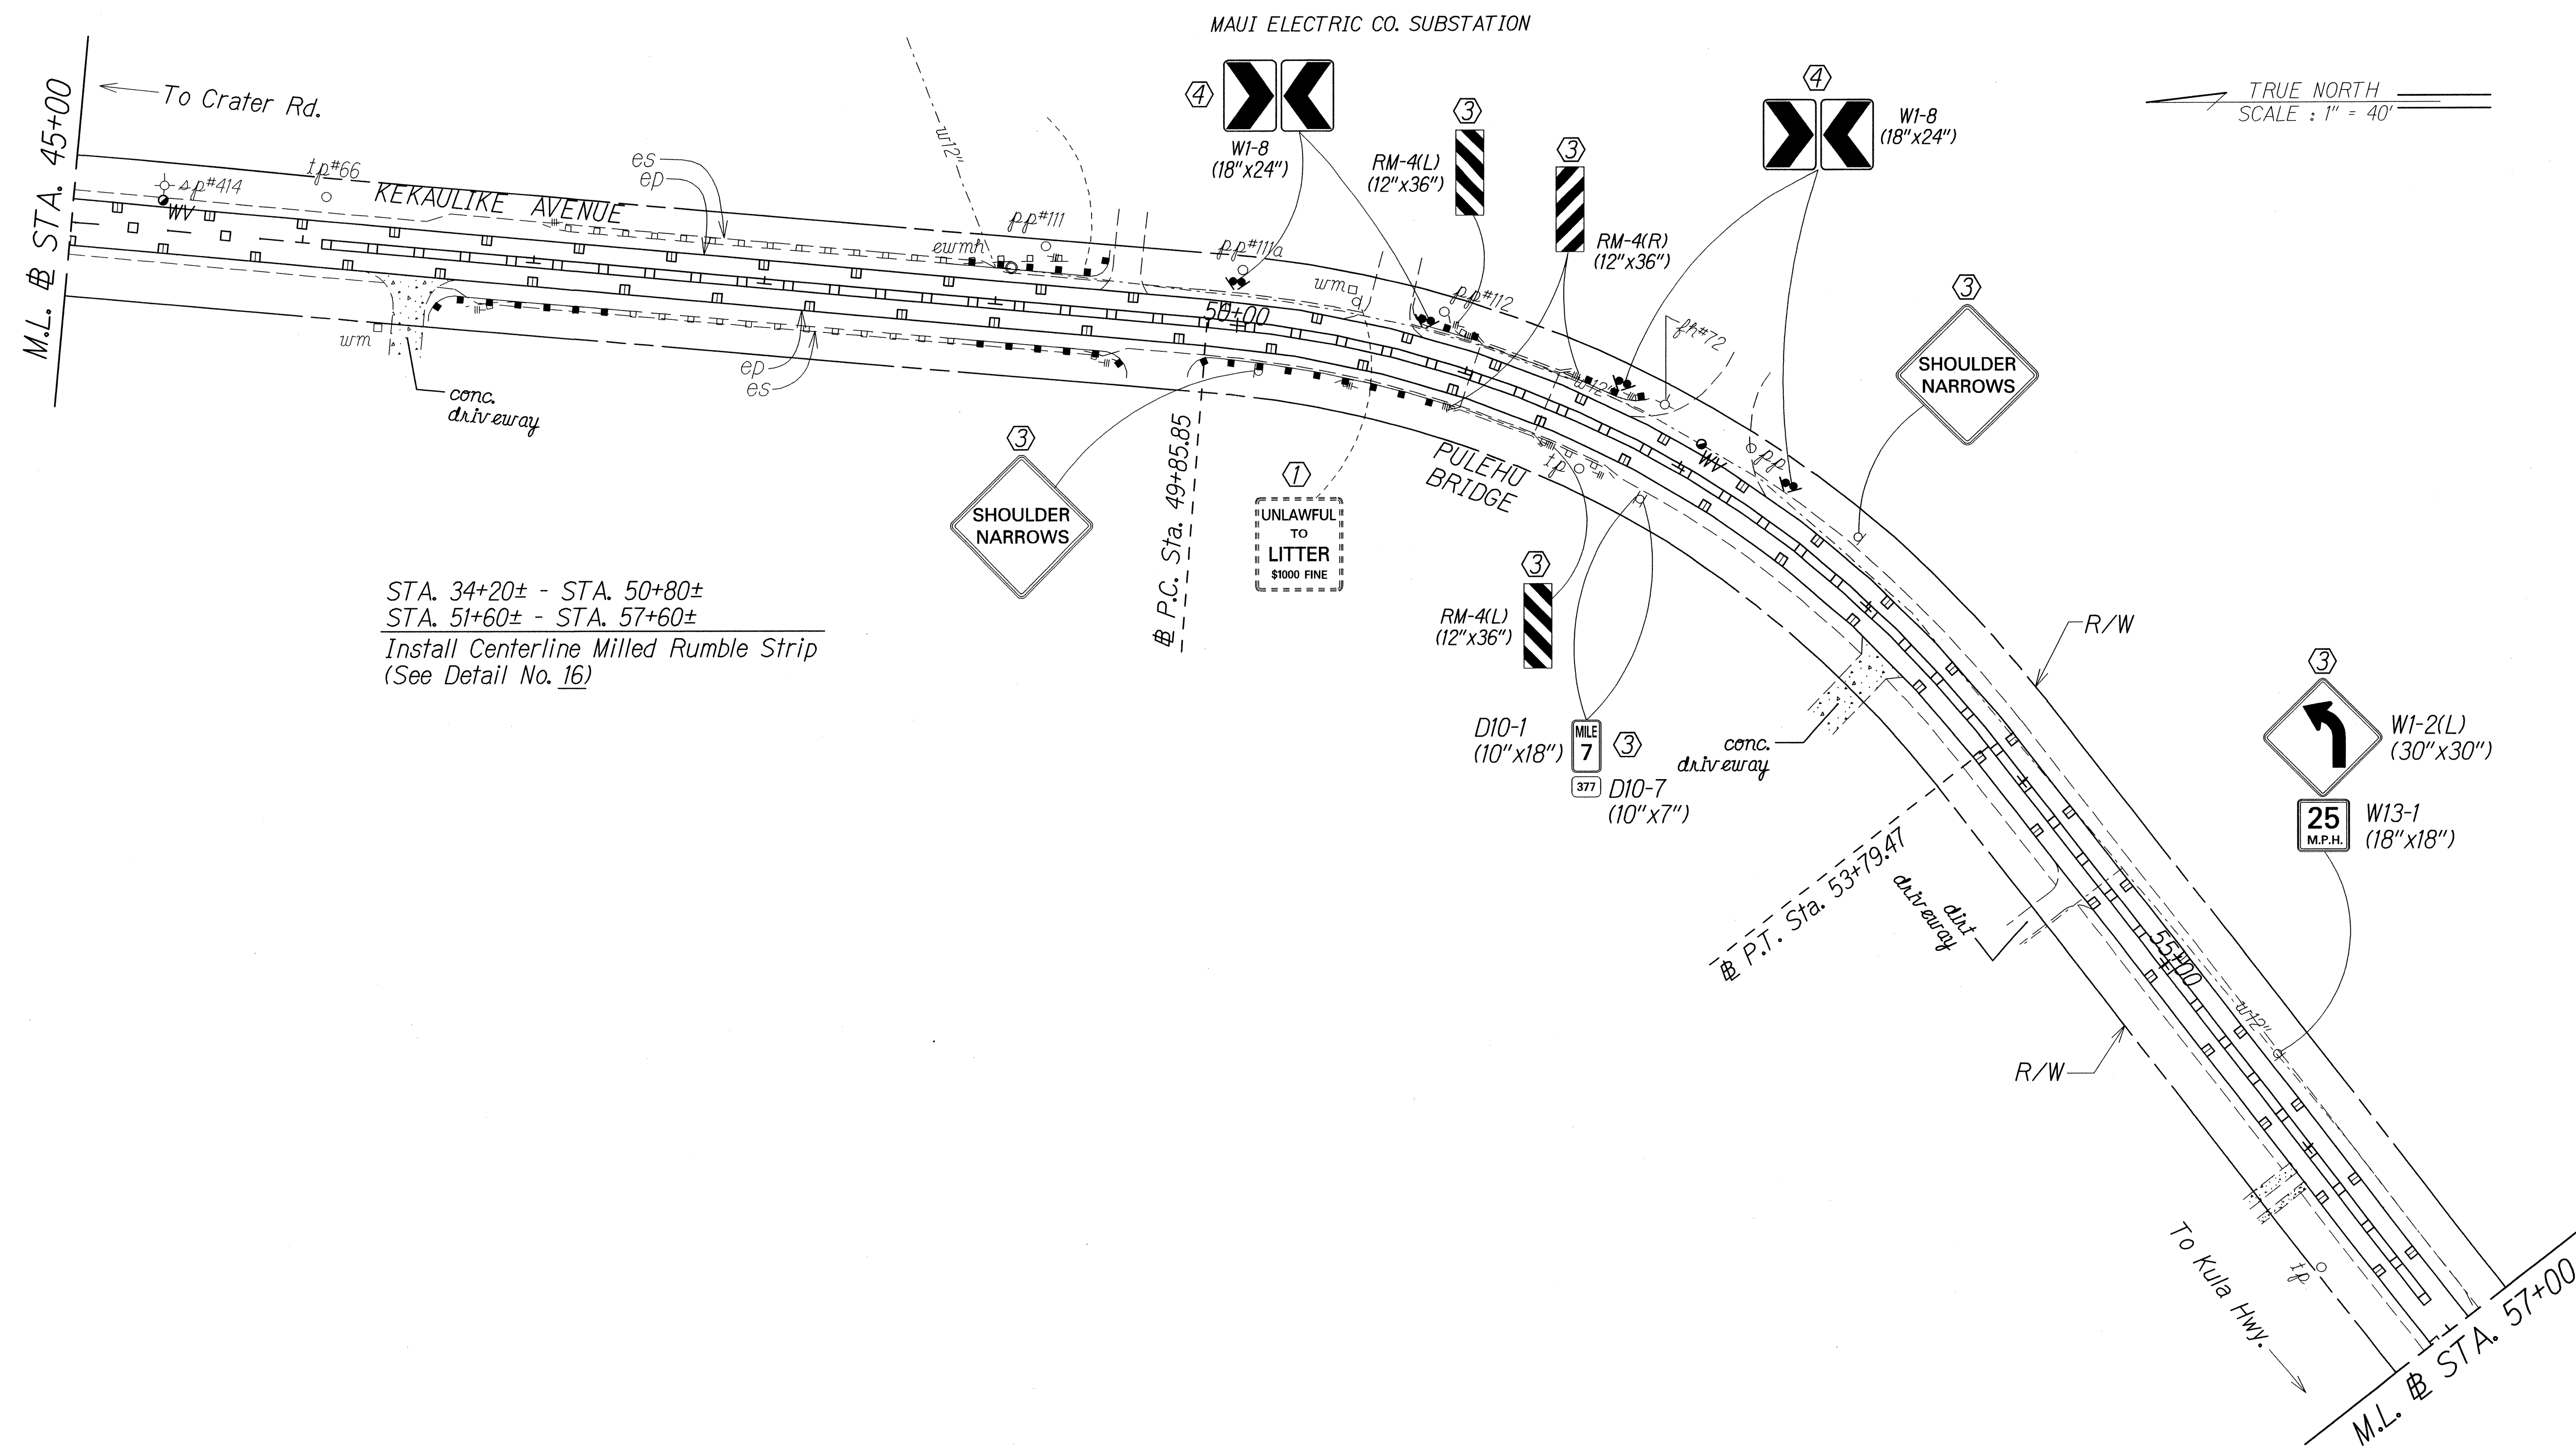 MAUI ELECTRIC CO. SUBSTATION
TRUE NORTH
SCALE : 1" = 40'
M.L. BL STA. 45+00
To Crater Rd.
sp#414
WV
tp#66
KEKAULIKE AVENUE
es
ep
w12"
ewmh
pp#111
pp#111a
4
W1-8
(18"x24")
3
RM-4(L)
(12"x36")
3
RM-4(R)
(12"x36")
4
W1-8
(18"x24")
wm
pp#112
fh#72
50+00
w12"
WV
pp
3
SHOULDER
NARROWS
wm
conc.
driveway
ep
es
3
SHOULDER
NARROWS
BL P.C. Sta. 49+85.85
1
UNLAWFUL
TO
LITTER
$1000 FINE
PULEHU
BRIDGE
tp
3
RM-4(L)
(12"x36")
STA. 34+20± - STA. 50+80±
STA. 51+60± - STA. 57+60±
Install Centerline Milled Rumble Strip
(See Detail No. 16)
D10-1
(10"x18")
MILE
7
3
377
D10-7
(10"x7")
conc.
driveway
R/W
3
W1-2(L)
(30"x30")
25
M.P.H.
W13-1
(18"x18")
BL P.T. Sta. 53+79.47
dirt
driveway
55+00
w12"
R/W
tp
To Kula Hwy.
M.L. BL STA. 57+00